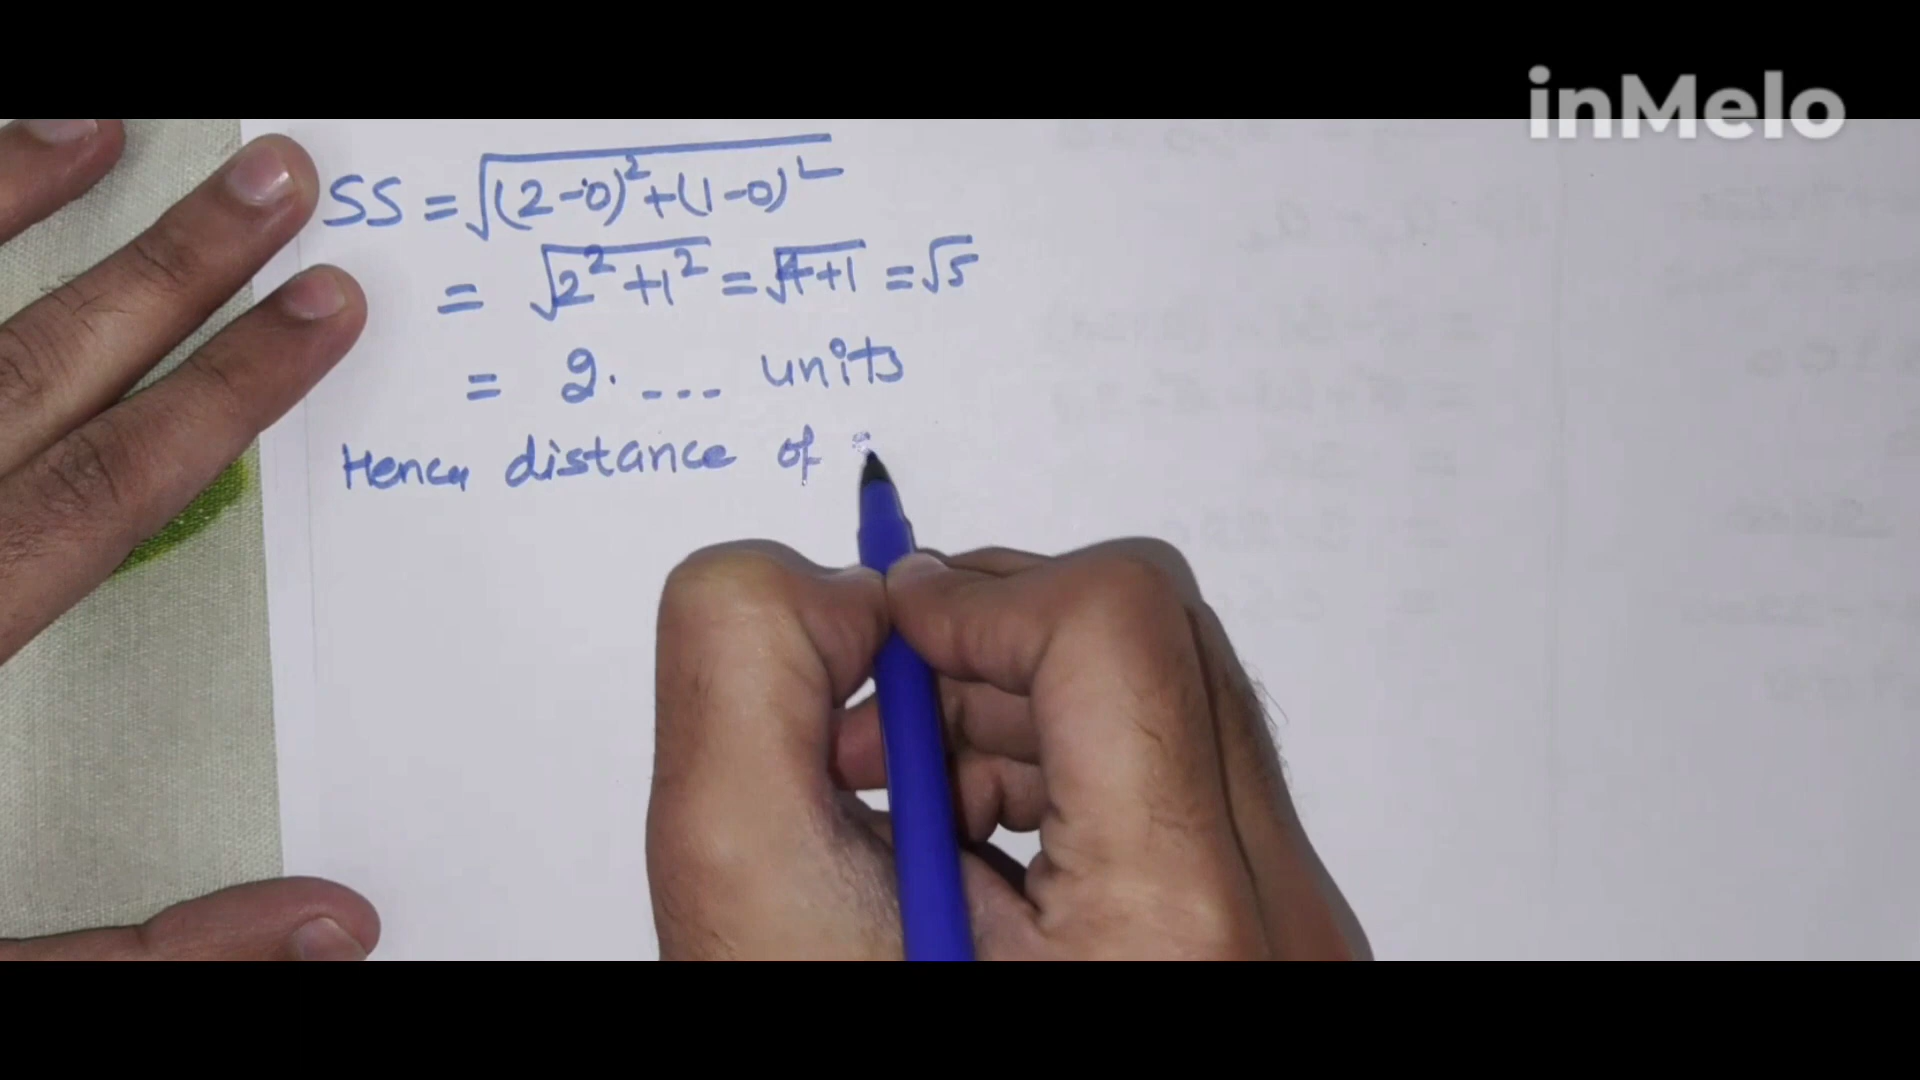 inMelo
SS = √(2-0)²+(1-0)²
= √2²+1² = √4+1 = √5
= 2. --- units
Hence distance of